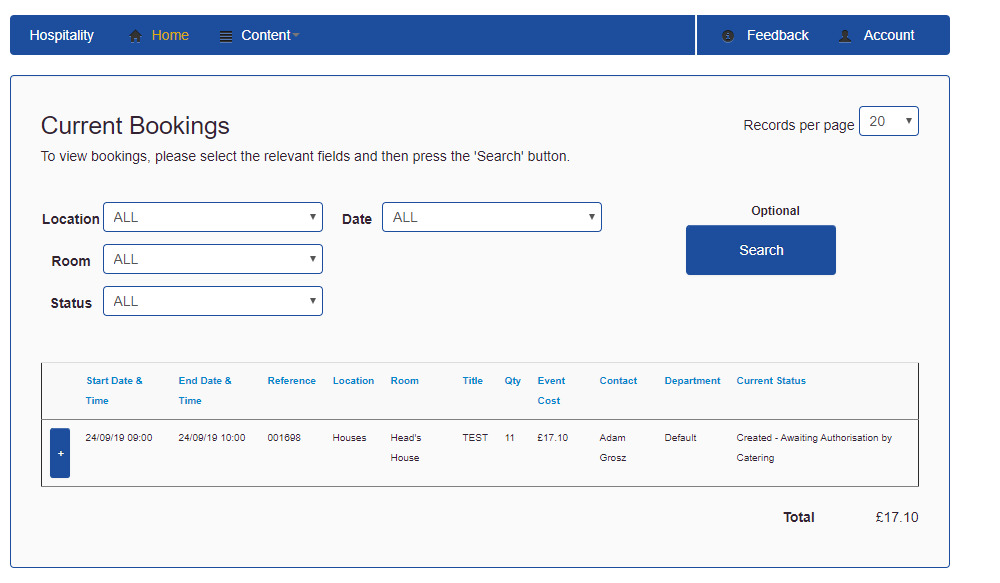 Hospitality Home Content Feedback Account
Current Bookings
Records per page 20
To view bookings, please select the relevant fields and then press the 'Search' button.
Location ALL Date ALL Optional
Room ALL Search
Status ALL
Start Date & Time End Date & Time Reference Location Room Title Qty Event Cost Contact Department Current Status
+ 24/09/19 09:00 24/09/19 10:00 001698 Houses Head's House TEST 11 £17.10 Adam Grosz Default Created - Awaiting Authorisation by Catering
Total £17.10